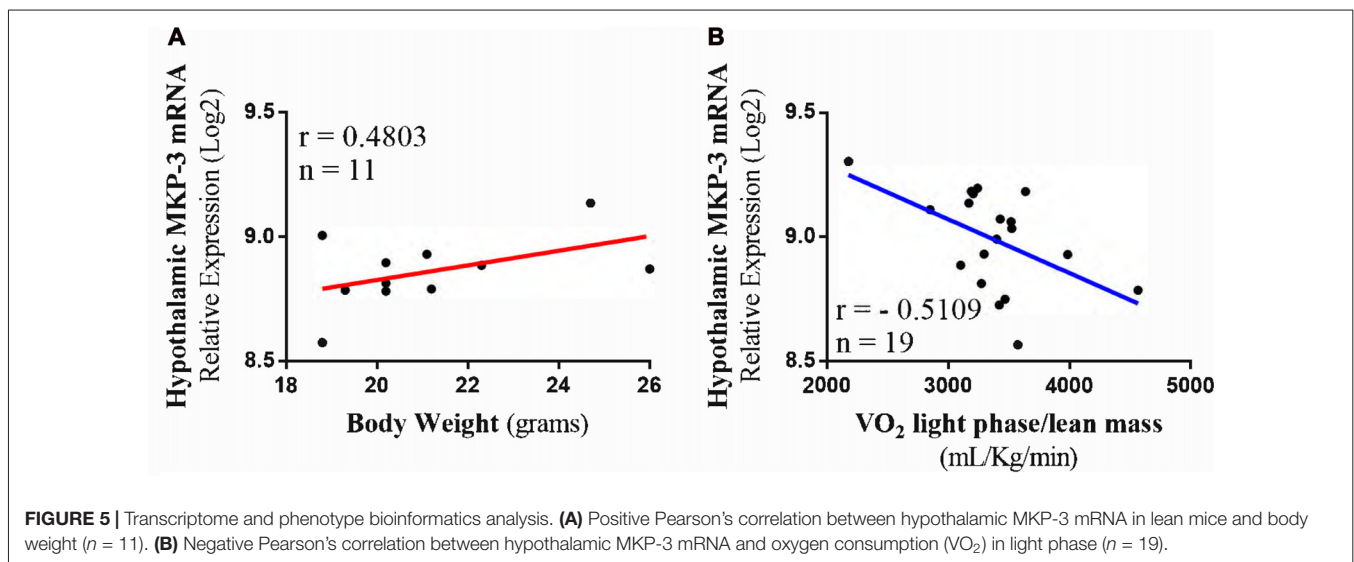 A
Hypothalamic MKP-3 mRNA
Relative Expression (Log2)
9.5
9.0
8.5
r = 0.4803
n = 11
18
20
22
24
26
Body Weight (grams)
B
Hypothalamic MKP-3 mRNA
Relative Expression (Log2)
9.5
9.0
8.5
r = - 0.5109
n = 19
2000
3000
4000
5000
VO₂ light phase/lean mass
(mL/Kg/min)
FIGURE 5 | Transcriptome and phenotype bioinformatics analysis. (A) Positive Pearson's correlation between hypothalamic MKP-3 mRNA in lean mice and body
weight (n = 11). (B) Negative Pearson's correlation between hypothalamic MKP-3 mRNA and oxygen consumption (VO₂) in light phase (n = 19).